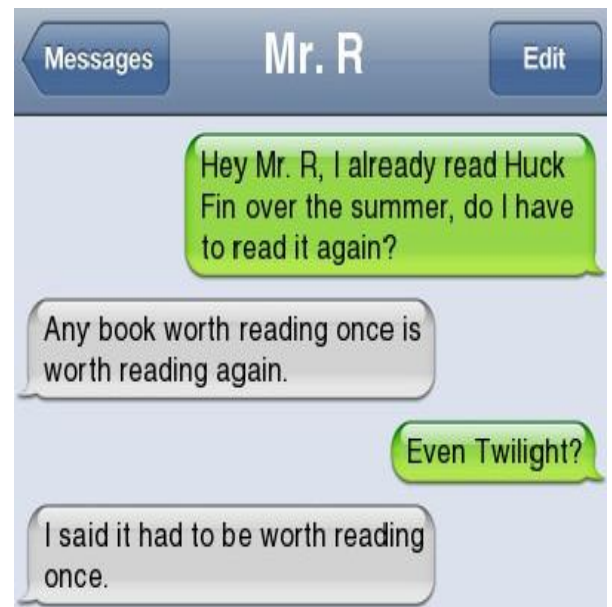 Messages Mr. R Edit
Hey Mr. R, I already read Huck
Fin over the summer, do I have
to read it again?
Any book worth reading once is
worth reading again.
Even Twilight?
I said it had to be worth reading
once.